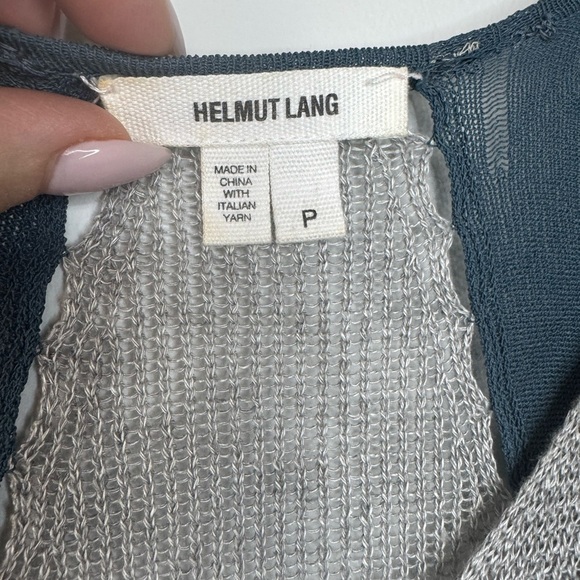 HELMUT LANG
MADE IN
CHINA
WITH
ITALIAN
YARN
P